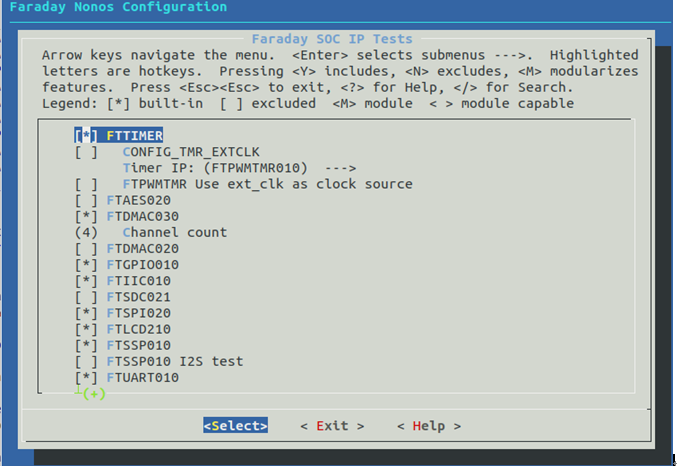 Faraday Nonos Configuration
Faraday SOC IP Tests
Arrow keys navigate the menu.  <Enter> selects submenus --->.  Highlighted
letters are hotkeys.  Pressing <Y> includes, <N> excludes, <M> modularizes
features.  Press <Esc><Esc> to exit, <?> for Help, </> for Search.
Legend: [*] built-in  [ ] excluded  <M> module  < > module capable
[*] FTTIMER
[ ]   CONFIG_TMR_EXTCLK
Timer IP: (FTPWMTMR010)  --->
[ ]   FTPWMTMR Use ext_clk as clock source
[ ] FTAES020
[*] FTDMAC030
(4)   Channel count
[ ] FTDMAC020
[*] FTGPIO010
[*] FTIIC010
[ ] FTSDC021
[*] FTSPI020
[*] FTLCD210
[*] FTSSP010
[ ] FTSSP010 I2S test
[*] FTUART010
┴(+)
<Select>    < Exit >    < Help >